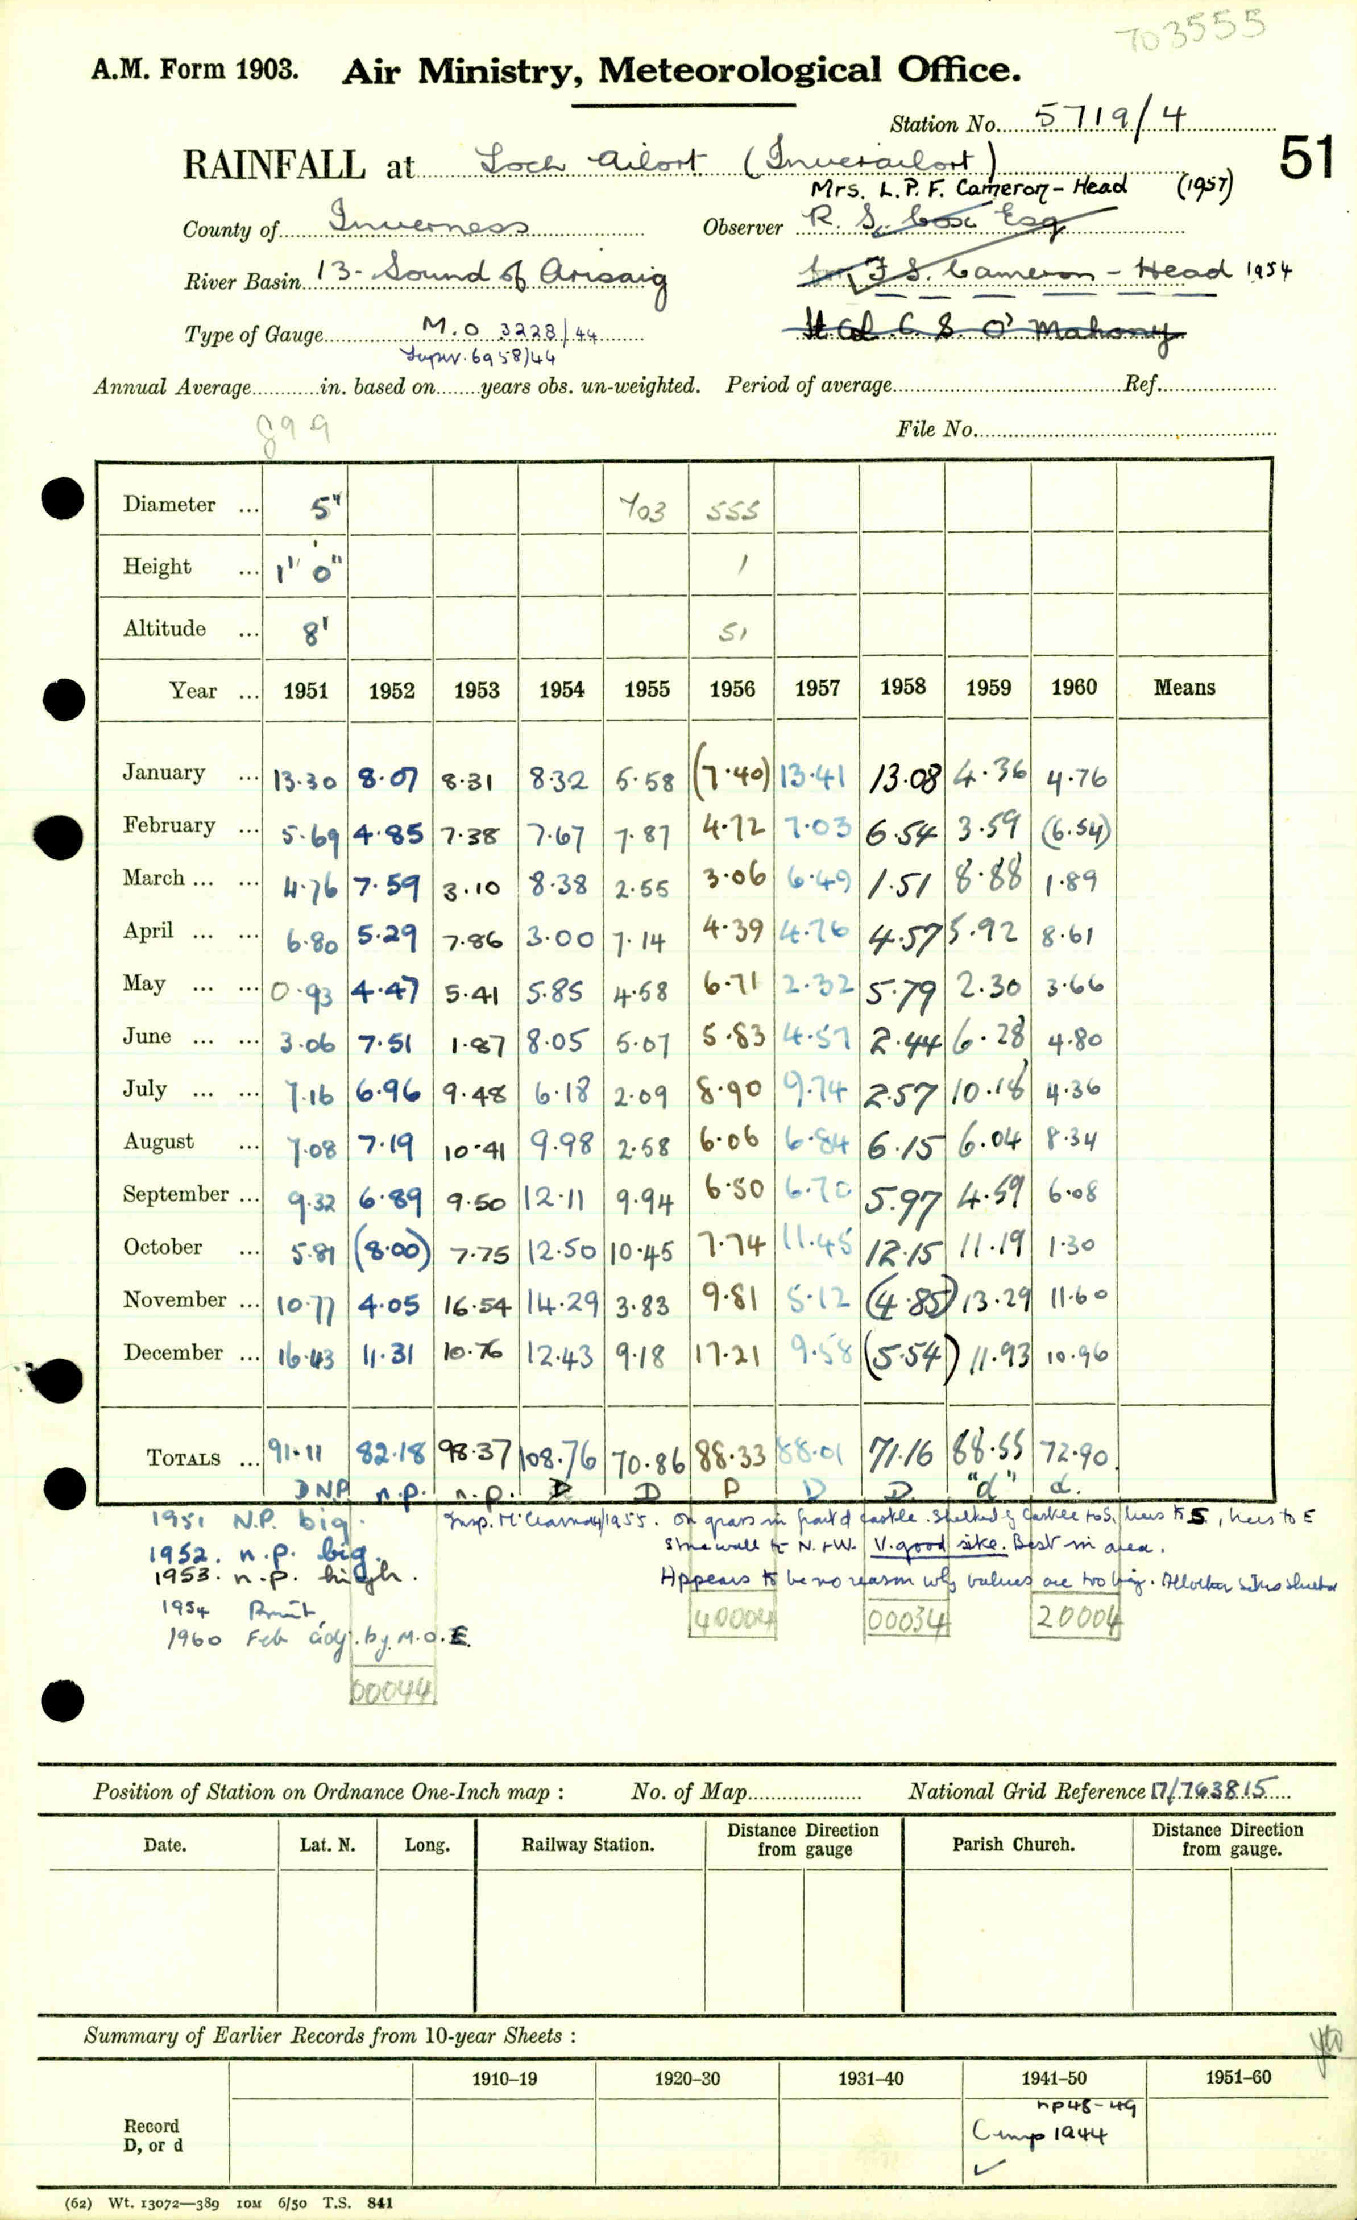 703555
A.M. Form 1903. Air Ministry, Meteorological Office.
Station No. 5719/4
51
RAINFALL at Loch Ailort (Inverailort)
Mrs. L.P.F. Cameron-Head (1957)
County of Inverness Observer R. S. Cox Esq
River Basin 13- Sound of Arisaig F.S. Cameron - Head 1954
Type of Gauge M.O 3228/44 Lt Col C. S. O'Mahony
6958/44
Annual Average in. based on years obs. un-weighted. Period of average Ref.
899
File No.
Diameter ... 5" 703 555
Height ... 1' 0" 1
Altitude ... 8' 51
Year ... 1951 1952 1953 1954 1955 1956 1957 1958 1959 1960 Means
January ... 13.30 8.07 8.31 8.32 5.58 (7.40) 13.41 13.08 4.36 4.76
February ... 5.69 4.85 7.38 7.67 7.87 4.72 7.03 6.54 3.59 (6.54)
March ... ... 4.76 7.59 3.10 8.38 2.55 3.06 6.49 1.51 8.88 1.89
April ... ... 6.80 5.29 7.86 3.00 7.14 4.39 4.76 4.57 5.92 8.61
May ... ... 0.93 4.47 5.41 5.85 4.58 6.71 2.32 5.79 2.30 3.66
June ... ... 3.06 7.51 1.87 8.05 5.07 5.83 4.57 2.44 6.28 4.80
July ... ... 7.16 6.96 9.48 6.18 2.09 8.90 9.74 2.57 10.18 4.36
August ... 7.08 7.19 10.41 9.98 2.58 6.06 6.84 6.15 6.04 8.34
September ... 9.32 6.89 9.50 12.11 9.94 6.50 6.70 5.97 4.59 6.08
October ... 5.81 (8.00) 7.75 12.50 10.45 7.74 11.45 12.15 11.19 1.30
November ... 10.77 4.05 16.54 14.29 3.83 9.81 5.12 (4.85) 13.29 11.60
December ... 16.43 11.31 10.76 12.43 9.18 17.21 9.58 (5.54) 11.93 10.96
TOTALS ... 91.11 82.18 98.37 108.76 70.86 88.33 88.01 71.16 88.55 72.90
D N.P. n.p. n.p. D D D D D "d" d.
1951 N.P. big. Insp. 1955. On grass in front of castle. Sheltered by castle to S, trees to S, trees to E
1952. n.p. big. Stone wall to N.+W. V. good site. Best in area.
1953. n.p. high. Appears to be no reason why values are too big. All other sites
1954
1960 Feb adj. by M.O.E.
40004 00034 20004
00044
Position of Station on Ordnance One-Inch map : No. of Map National Grid Reference 17/763815
Date. Lat. N. Long. Railway Station. Distance from Direction gauge Parish Church. Distance from Direction gauge.
Summary of Earlier Records from 10-year Sheets :
1910–19 1920–30 1931–40 1941–50 1951–60
Record
D, or d
np48-49
Comp 1944
✓
(62) Wt. 13072—389 10M 6/50 T.S. 841